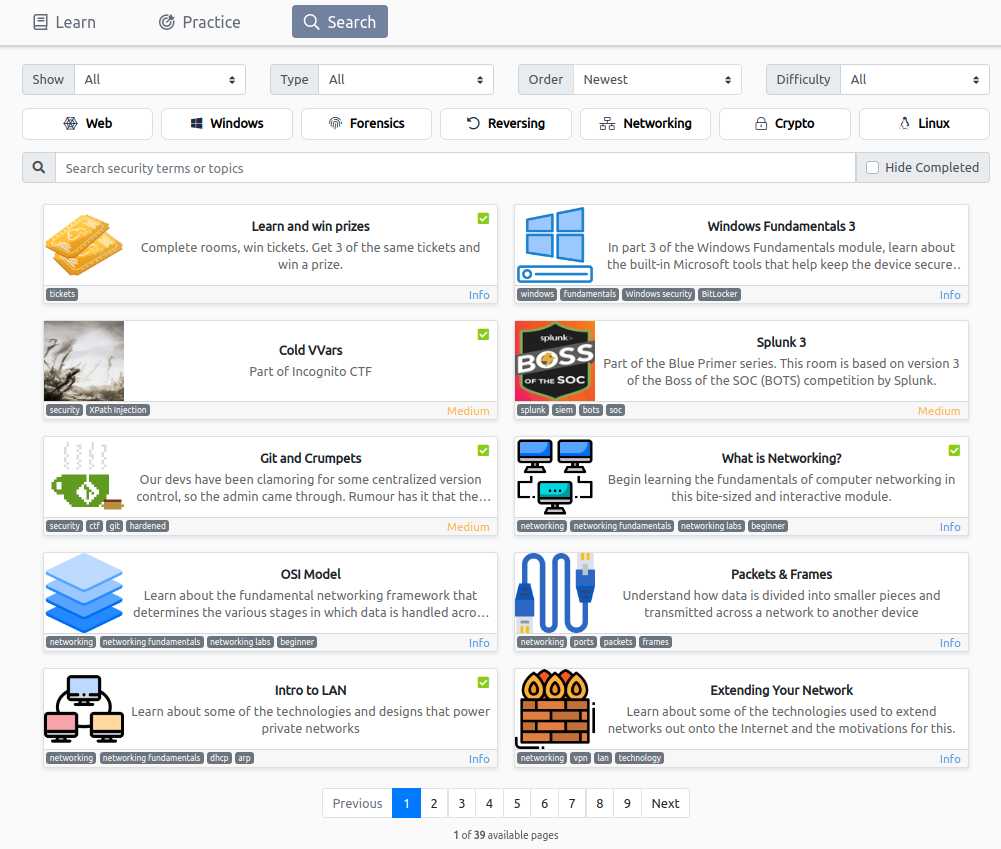 Learn Practice Search
Show All Type All Order Newest Difficulty All
Web Windows Forensics Reversing Networking Crypto Linux
Search security terms or topics Hide Completed
Learn and win prizes
Complete rooms, win tickets. Get 3 of the same tickets and
win a prize.
tickets Info
Windows Fundamentals 3
In part 3 of the Windows Fundamentals module, learn about
the built-in Microsoft tools that help keep the device secure..
windows fundamentals Windows security BitLocker Info
Cold VVars
Part of Incognito CTF
security XPath Injection Medium
splunk>
BOSS
OF THE SOC
Splunk 3
Part of the Blue Primer series. This room is based on version 3
of the Boss of the SOC (BOTS) competition by Splunk.
splunk siem bots soc Medium
Git and Crumpets
Our devs have been clamoring for some centralized version
control, so the admin came through. Rumour has it that the...
security ctf git hardened Medium
What is Networking?
Begin learning the fundamentals of computer networking in
this bite-sized and interactive module.
networking networking fundamentals networking labs beginner Info
OSI Model
Learn about the fundamental networking framework that
determines the various stages in which data is handled acro...
networking networking fundamentals networking labs beginner Info
Packets & Frames
Understand how data is divided into smaller pieces and
transmitted across a network to another device
networking ports packets frames Info
Intro to LAN
Learn about some of the technologies and designs that power
private networks
networking networking fundamentals dhcp arp Info
Extending Your Network
Learn about some of the technologies used to extend
networks out onto the Internet and the motivations for this.
networking vpn lan technology Info
Previous 1 2 3 4 5 6 7 8 9 Next
1 of 39 available pages